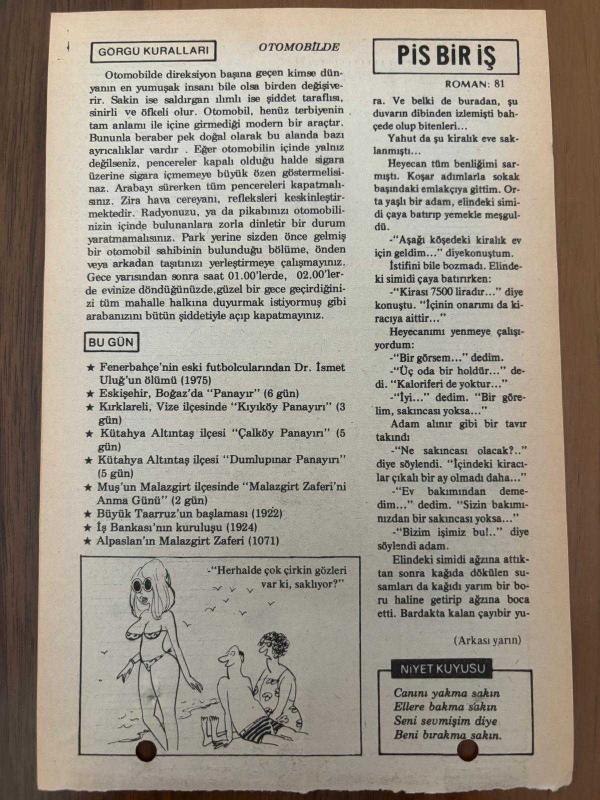 GÖRGÜ KURALLARI
OTOMOBİLDE
Otomobilde direksiyon başına geçen kimse dün-
yanın en yumuşak insanı bile olsa birden değişive-
rir. Sakin ise saldırgan ılımlı ise şiddet taraflısı,
sinirli ve öfkeli olur. Otomobil, henüz terbiyenin
tam anlamı ile içine girmediği modern bir araçtır.
Bununla beraber pek doğal olarak bu alanda bazı
ayrıcalıklar vardır . Eğer otomobilin içinde yalnız
değilseniz, pencereler kapalı olduğu halde sigara
üzerine sigara içmemeye büyük özen göstermelisi-
naz. Arabayı sürerken tüm pencereleri kapatmalı-
sınız. Zira hava cereyanı, refleksleri keskinleştir-
mektedir. Radyonuzu, ya da pikabınızı otomobili-
nizin içinde bulunanlara zorla dinletir bir durum
yaratmamalısınız. Park yerine sizden önce gelmiş
bir otomobil sahibinin bulunduğu bölüme, önden
veya arkadan taşıtınızı yerleştirmeye çalışmayınız.
Gece yarısından sonra saat 01.00'lerde, 02.00'ler-
de evinize döndüğünüzde,güzel bir gece geçirdiğini-
zi tüm mahalle halkına duyurmak istiyormuş gibi
arabanızını bütün şiddetiyle açıp kapatmayınız.
BU GÜN
★ Fenerbahçe'nin eski futbolcularından Dr. İsmet
Uluğ'un ölümü (1975)
★ Eskişehir, Boğaz'da "Panayır" (6 gün)
★ Kırklareli, Vize ilçesinde "Kıyıköy Panayırı" (3
gün)
★ Kütahya Altıntaş ilçesi "Çalköy Panayırı" (5
gün)
★ Kütahya Altıntaş ilçesi "Dumlupınar Panayırı"
(5 gün)
★ Muş'un Malazgirt ilçesinde "Malazgirt Zaferi'ni
Anma Günü" (2 gün)
★ Büyük Taarruz'un başlaması (1922)
★ İş Bankası'nın kuruluşu (1924)
★ Alpaslan'ın Malazgirt Zaferi (1071)
-"Herhalde çok çirkin gözleri
var ki, saklıyor?"
PİS BİR İŞ
ROMAN: 81
ra. Ve belki de buradan, şu
duvarın dibinden izlemişti bah-
çede olup bitenleri...
Yahut da şu kiralık eve sak-
lanmıştı...
Heyecan tüm benliğimi sar-
mıştı. Koşar adımlarla sokak
başındaki emlakçıya gittim. Or-
ta yaşlı bir adam, elindeki simi-
di çaya batırıp yemekle meşgul-
dü.
-"Aşağı köşedeki kiralık ev
için geldim..." diyekonuştum.
İstifini bile bozmadı. Elinde-
ki simidi çaya batırırken:
-"Kirası 7500 liradır..." diye
konuştu. "İçinin onarımı da ki-
racıya aittir..."
Heyecanımı yenmeye çalışı-
yordum:
-"Bir görsem..." dedim.
-"Üç oda bir holdür..." de-
di. "Kaloriferi de yoktur..."
-"İyi..." dedim. "Bir göre-
lim, sakıncası yoksa..."
Adam alınır gibi bir tavır
takındı
-"Ne sakıncası olacak?.."
diye söylendi. "İçindeki kiracı-
lar çıkalı bir ay olmadı daha..."
-"Ev bakımından deme-
dim..." dedim. "Sizin bakımı-
nızdan bir sakıncası yoksa..."
-"Bizim işimiz bu!.." diye
söylendi adam.
Elindeki simidi ağzına attık-
tan sonra kağıda dökülen su-
samları da kağıdı yarım bir bo-
ru haline getirip ağzına boca
etti. Bardakta kalan çayıbir yu-
(Arkası yarın)
NİYET KUYUSU
Canını yakma sakın
Ellere bakma sakın
Seni sevmişim diye
Beni bırakma sakın.